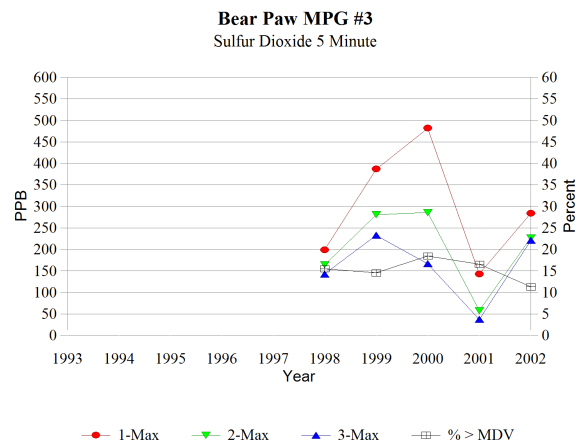 Bear Paw MPG #3
Sulfur Dioxide 5 Minute
600 60
550 55
500 50
450 45
400 40
350 35
300 30
250 25
200 20
150 15
100 10
50 5
0 0
PPB
Percent
1993 1994 1995 1996 1997 1998 1999 2000 2001 2002
Year
1-Max 2-Max 3-Max % > MDV